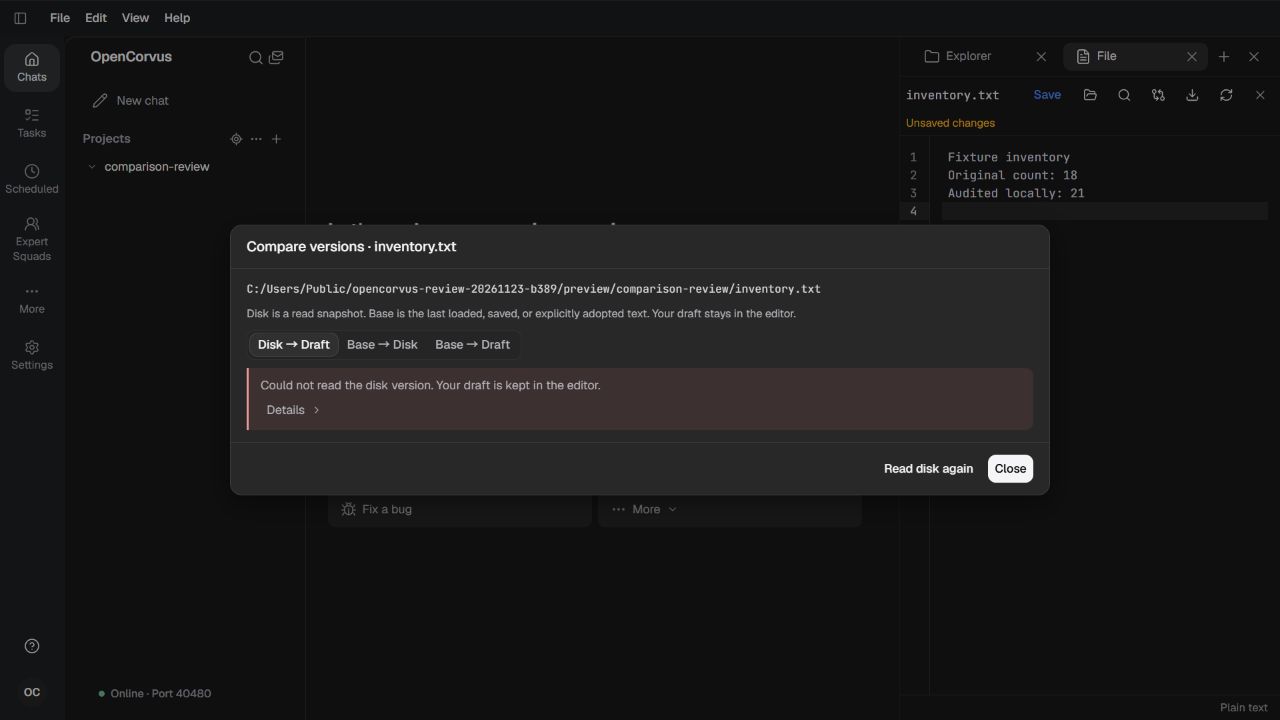 File Edit View Help
Chats
Tasks
Scheduled
Expert
Squads
More
Settings
OC
OpenCorvus
New chat
Projects
comparison-review
Online · Port 40480
Explorer
File
inventory.txt Save
Unsaved changes
1 Fixture inventory
2 Original count: 18
3 Audited locally: 21
4
Compare versions · inventory.txt
C:/Users/Public/opencorvus-review-20261123-b389/preview/comparison-review/inventory.txt
Disk is a read snapshot. Base is the last loaded, saved, or explicitly adopted text. Your draft stays in the editor.
Disk → Draft Base → Disk Base → Draft
Could not read the disk version. Your draft is kept in the editor.
Details
Read disk again Close
Fix a bug
More
Plain text